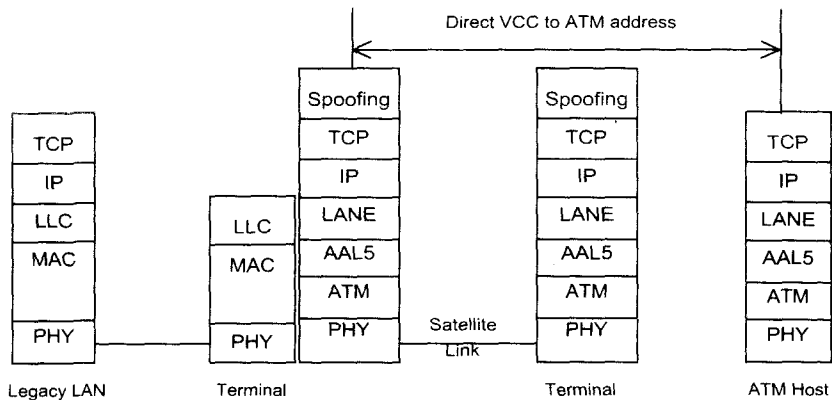 Direct VCC to ATM address
TCP
IP
LLC
MAC
PHY
Legacy LAN
LLC
MAC
PHY
Terminal
Spoofing
TCP
IP
LANE
AAL5
ATM
PHY
Satellite
Link
Spoofing
TCP
IP
LANE
AAL5
ATM
PHY
Terminal
TCP
IP
LANE
AAL5
ATM
PHY
ATM Host